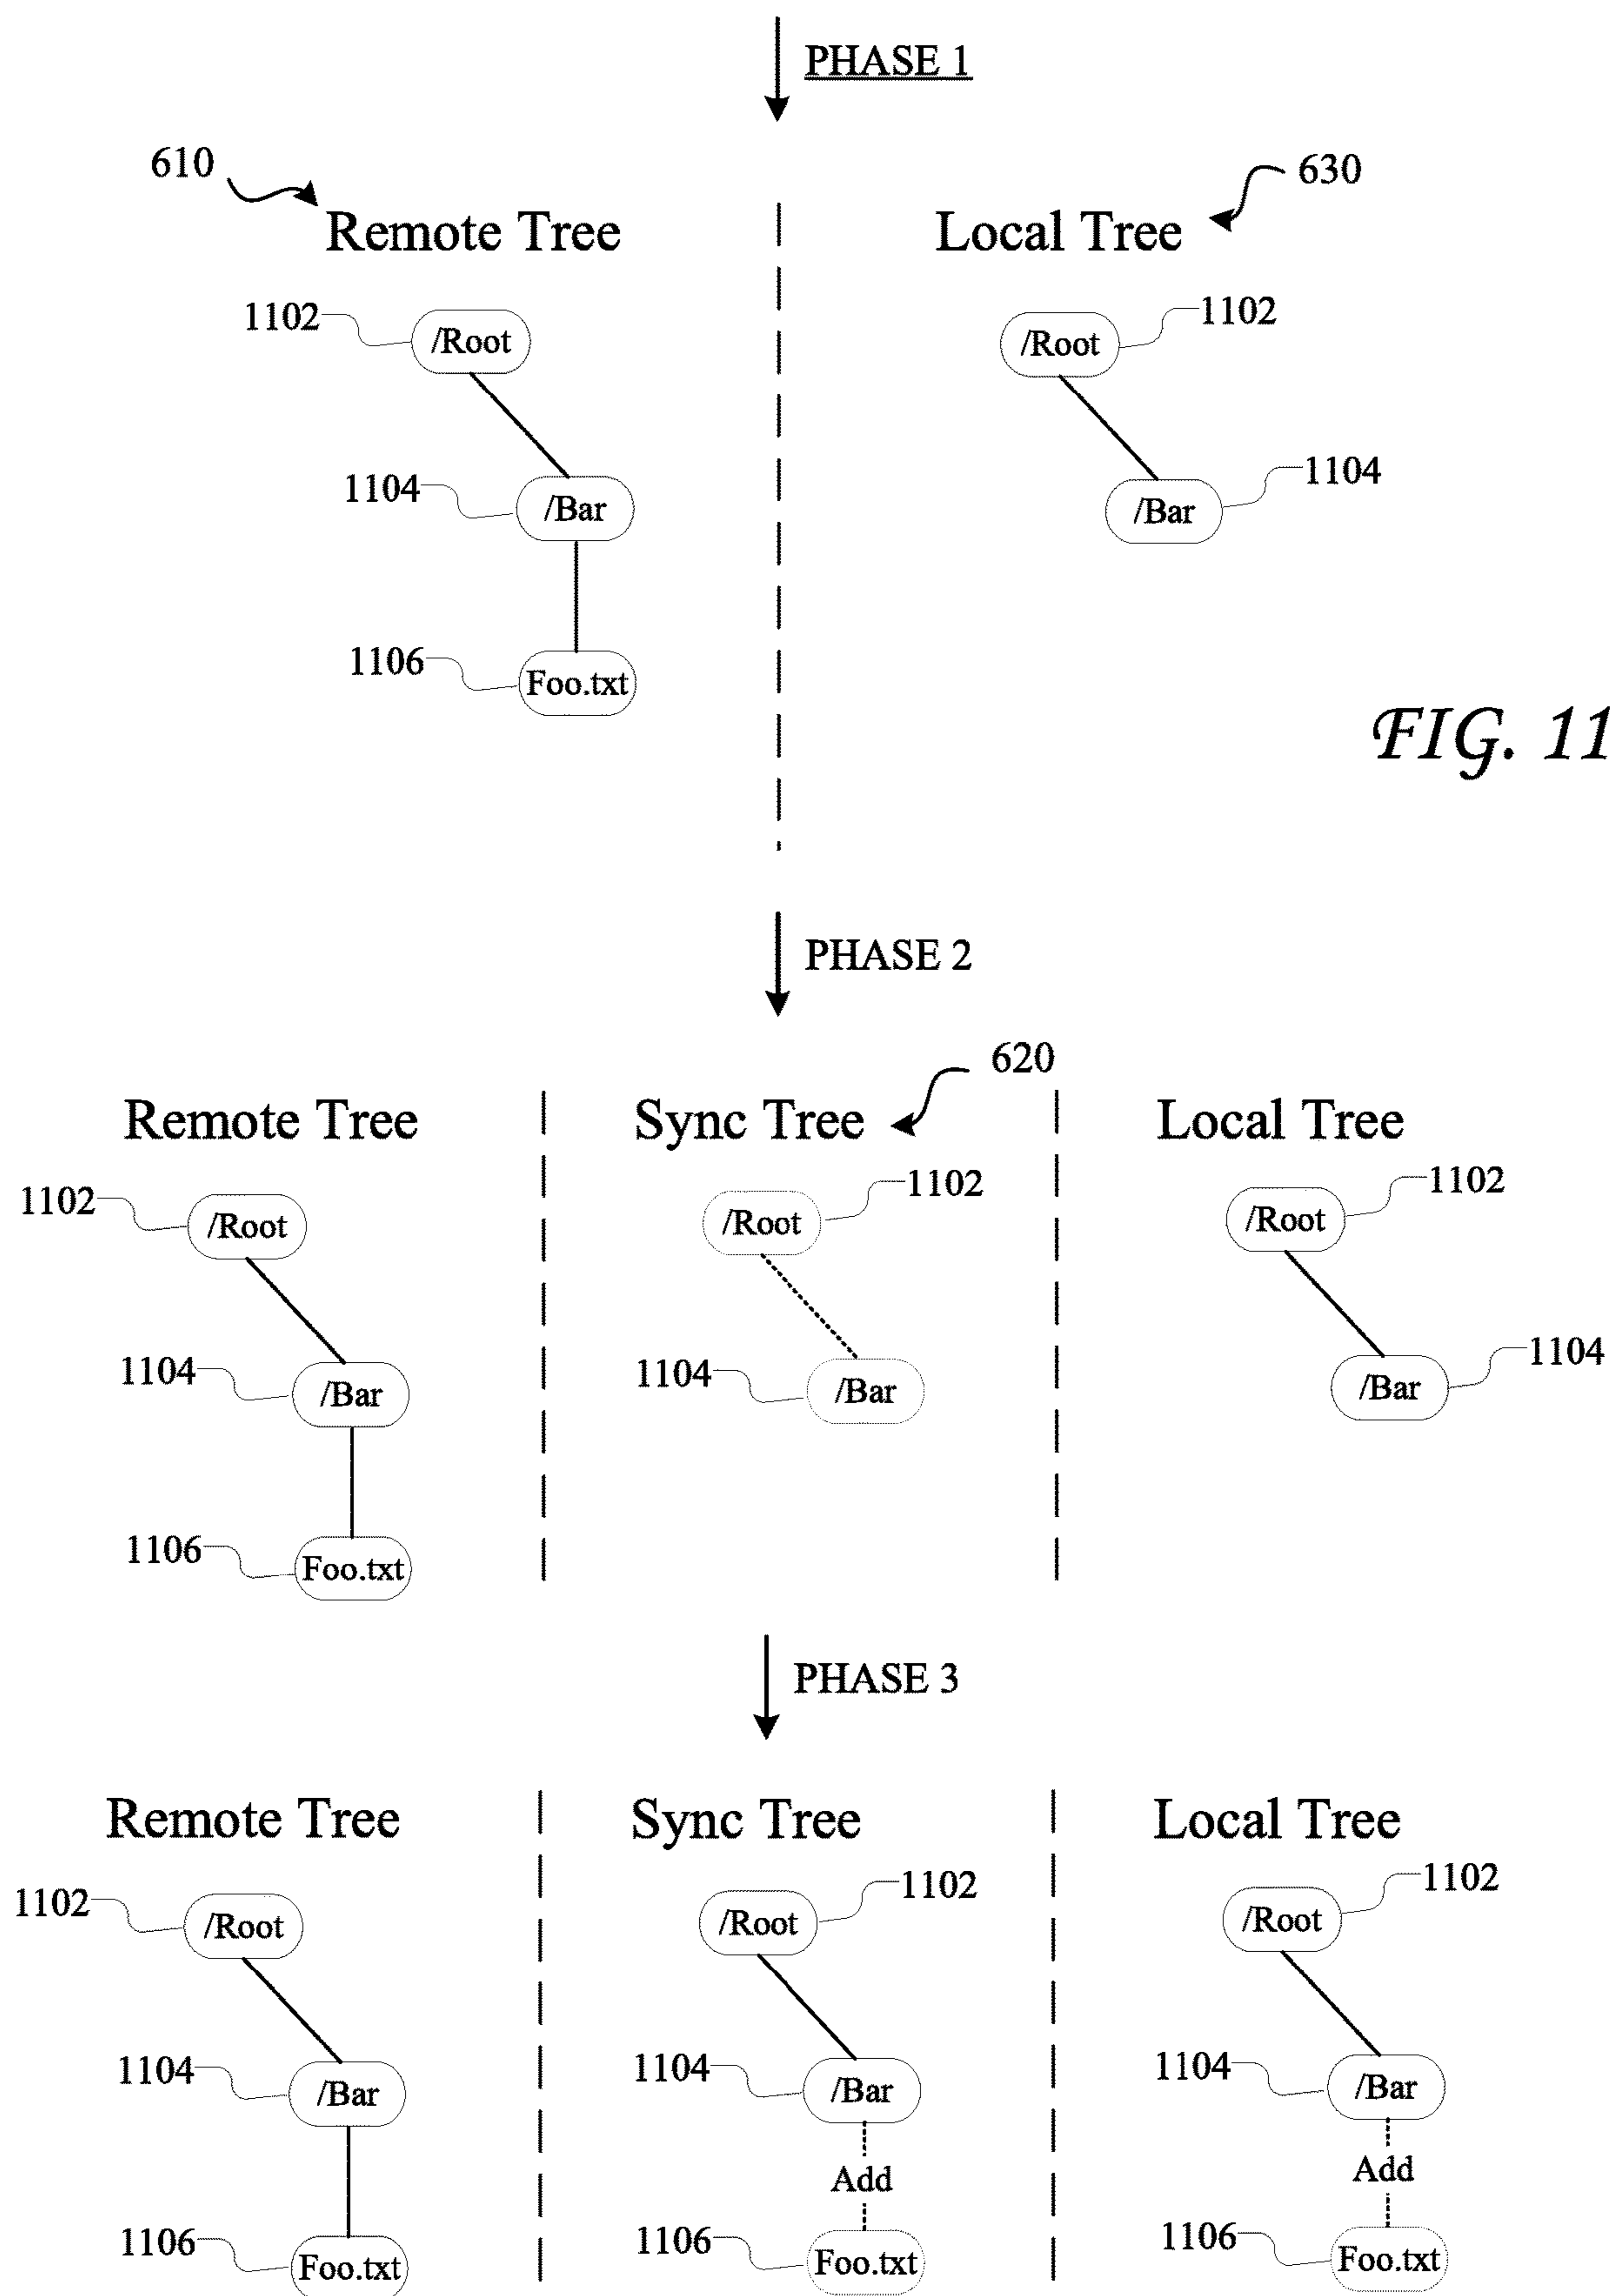 PHASE 1
610
630
Remote Tree
Local Tree
1102
/Root
/Root
1102
1104
/Bar
/Bar
1104
1106
Foo.txt
FIG. 11
PHASE 2
620
Remote Tree
Sync Tree
Local Tree
1102
/Root
/Root
1102
/Root
1102
1104
/Bar
1104
/Bar
/Bar
1104
1106
Foo.txt
PHASE 3
Remote Tree
Sync Tree
Local Tree
1102
/Root
/Root
1102
/Root
1102
1104
/Bar
1104
/Bar
1104
/Bar
Add
Add
1106
Foo.txt
1106
Foo.txt
1106
Foo.txt